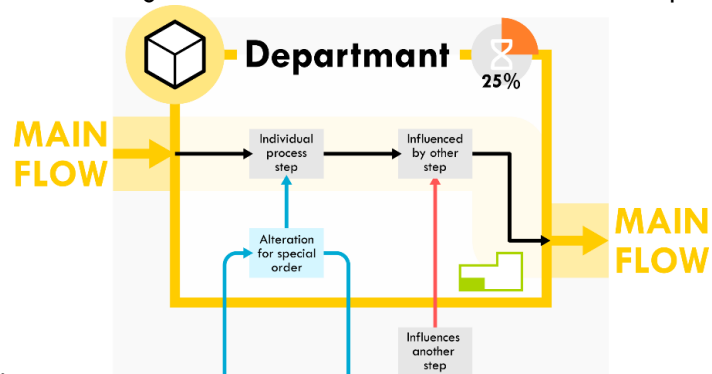 Departmant
25%
MAIN
FLOW
Individual
process
step
Influenced
by other
step
MAIN
FLOW
Alteration
for special
order
Influences
another
step